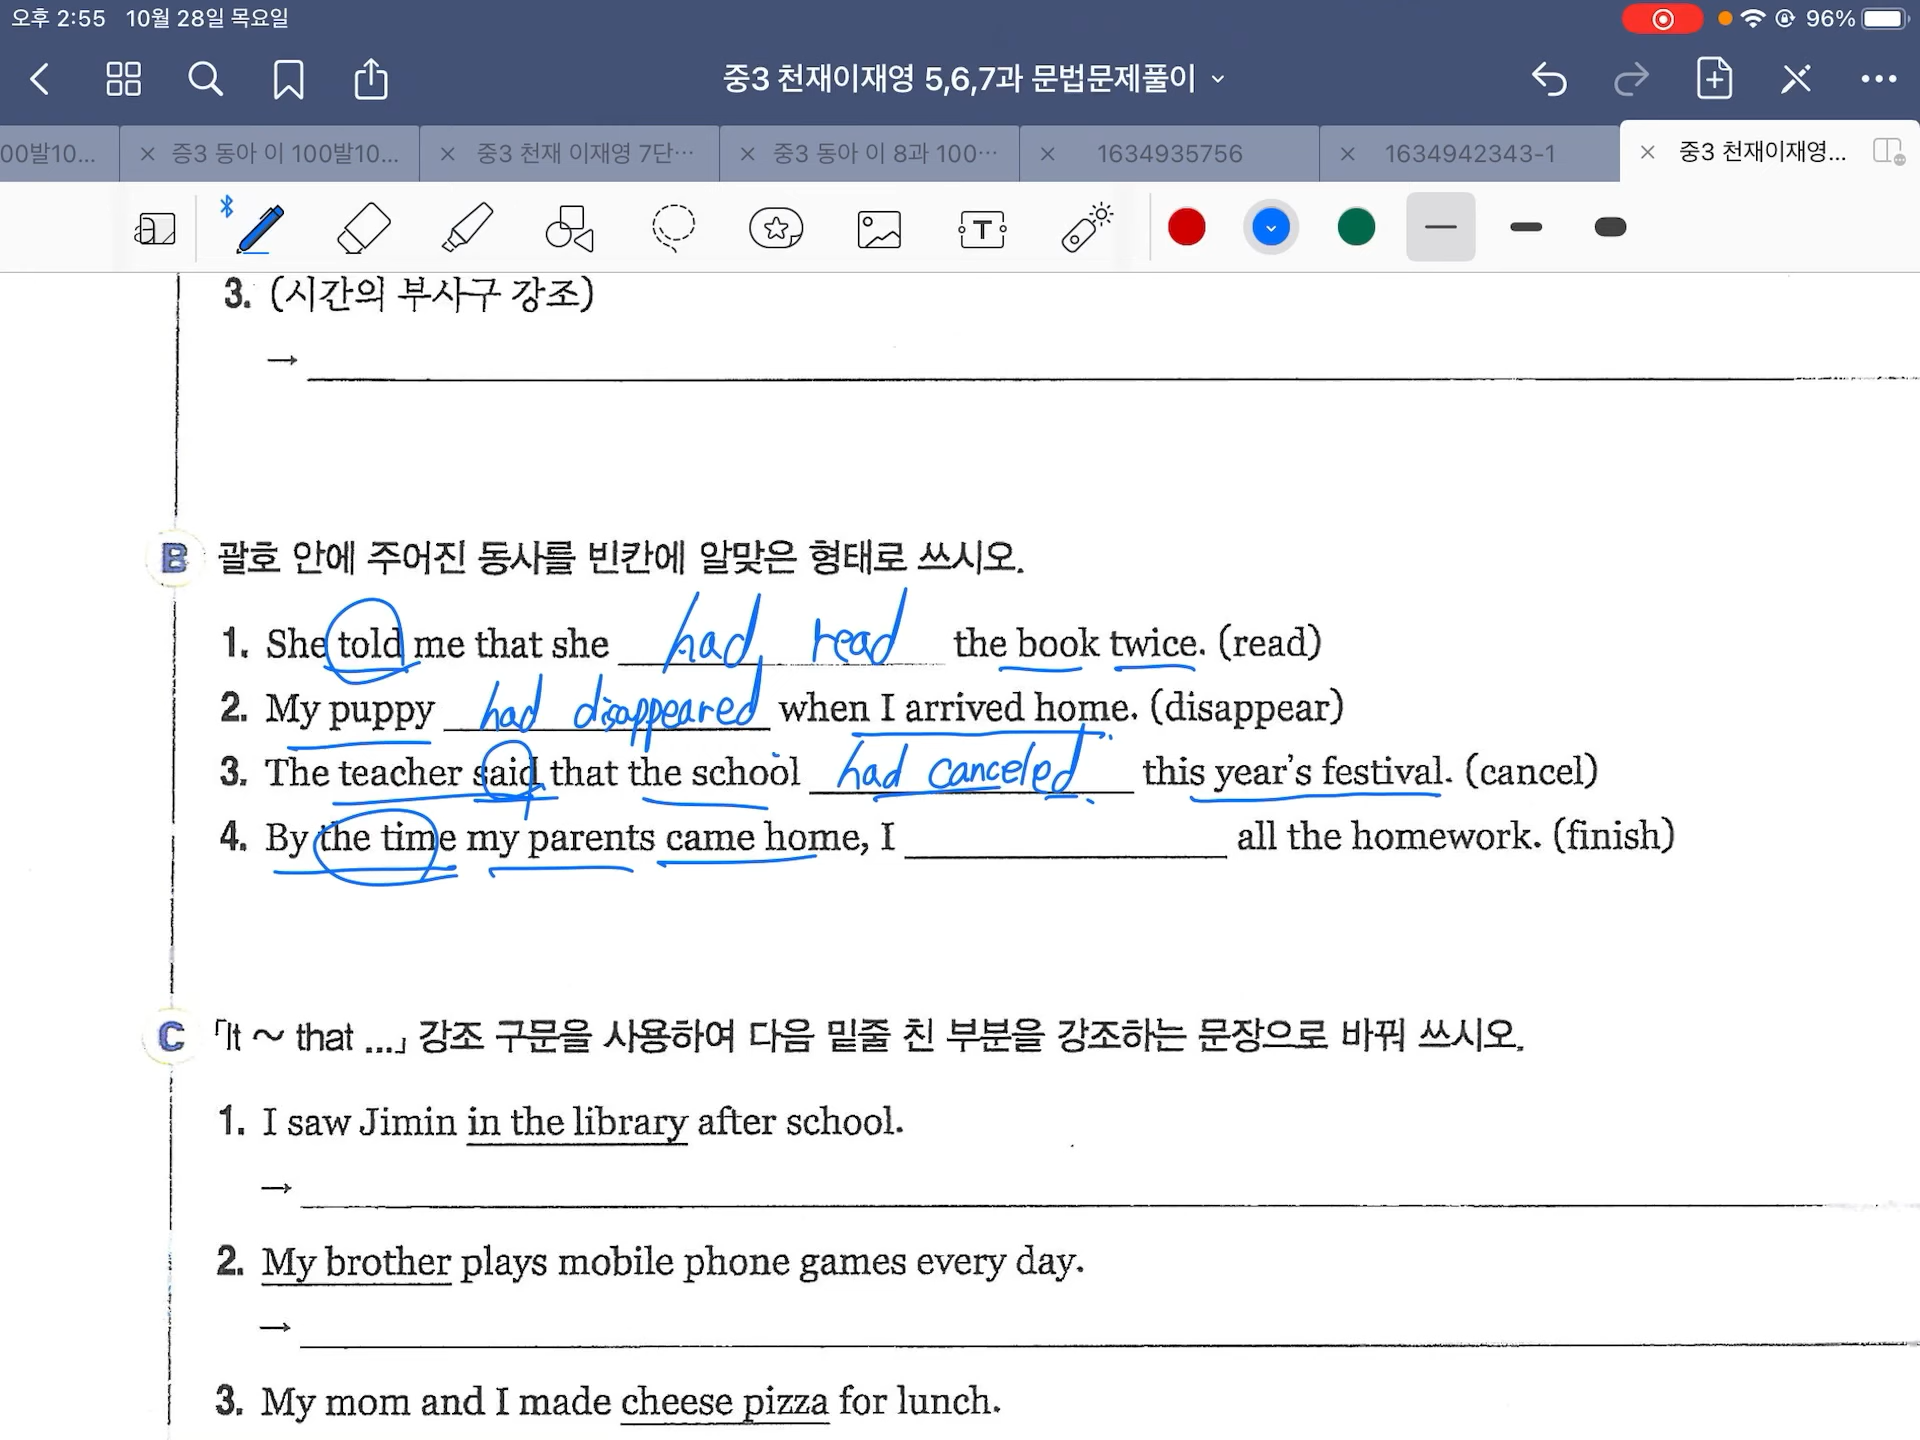 오후 2:55 10월 28일 목요일 96%
중3 천재이재영 5,6,7과 문법문제풀이
00발10... × 증3 동아 이 100발10... × 중3 천재 이재영 7단… × 중3 동아 이 8과 100… × 1634935756 × 1634942343-1 × 중3 천재이재영...
3. (시간의 부사구 강조)
→
B 괄호 안에 주어진 동사를 빈칸에 알맞은 형태로 쓰시오.
1. She told me that she had read the book twice. (read)
2. My puppy had disappeared when I arrived home. (disappear)
3. The teacher said that the school had canceled this year's festival. (cancel)
4. By the time my parents came home, I ____ all the homework. (finish)
C 「It ~ that ...」 강조 구문을 사용하여 다음 밑줄 친 부분을 강조하는 문장으로 바꿔 쓰시오.
1. I saw Jimin in the library after school.
→
2. My brother plays mobile phone games every day.
→
3. My mom and I made cheese pizza for lunch.